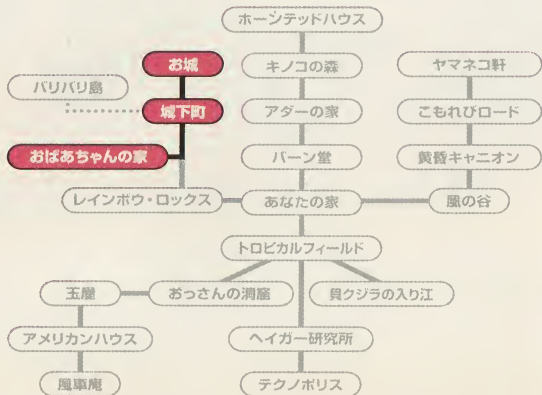 ホーンテッドハウス
お城
キノコの森
ヤマネコ軒
バリバリ島
城下町
アダーの家
こもれびロード
おばあちゃんの家
バーン堂
黄昏キャニオン
レインボウ・ロックス
あなたの家
風の谷
トロピカルフィールド
玉屋
おっさんの洞窟
貝クジラの入り江
アメリカンハウス
ヘイガー研究所
風車庵
テクノポリス